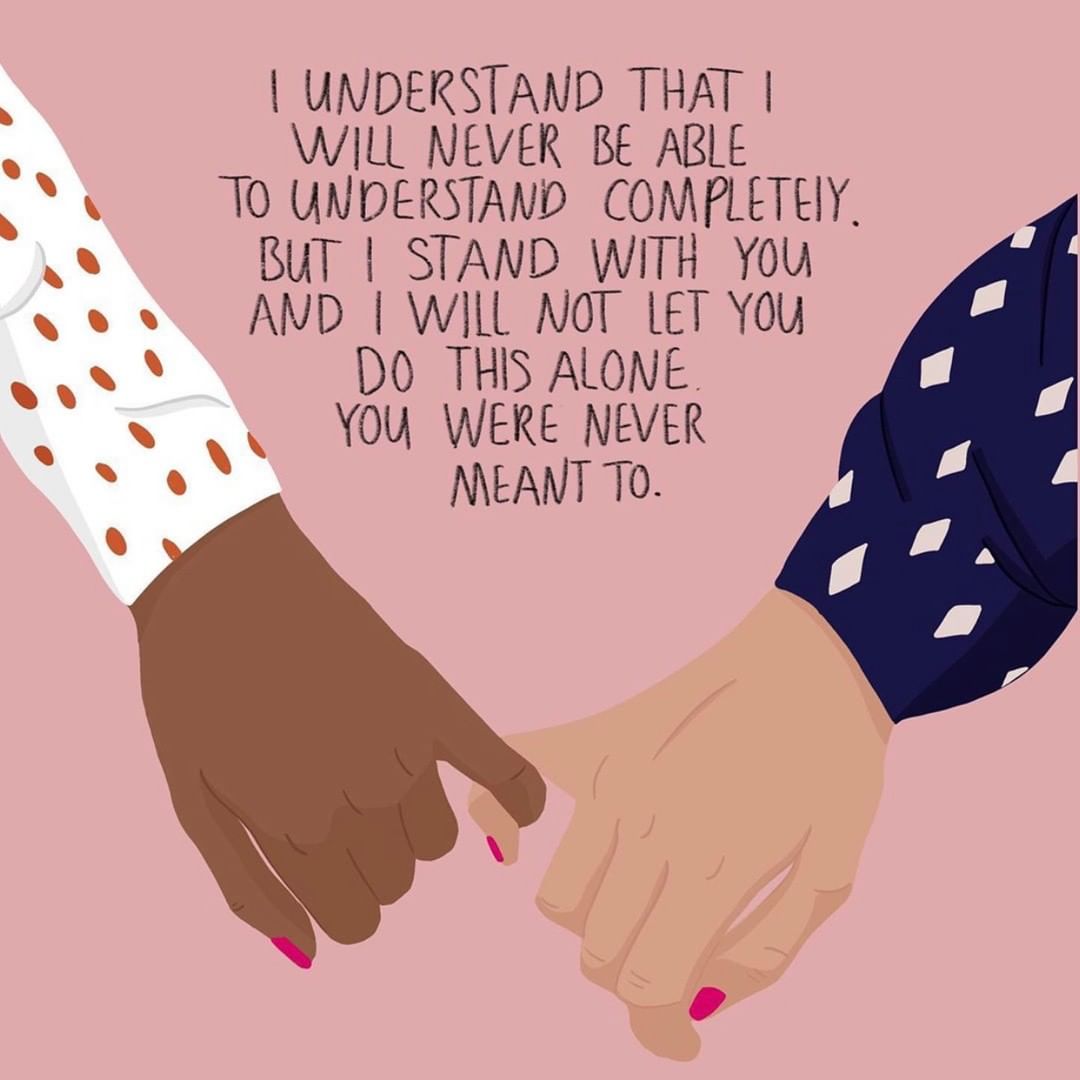 I UNDERSTAND THAT I
WILL NEVER BE ABLE
TO UNDERSTAND COMPLETELY.
BUT I STAND WITH YOU
AND I WILL NOT LET YOU
DO THIS ALONE.
YOU WERE NEVER
MEANT TO.